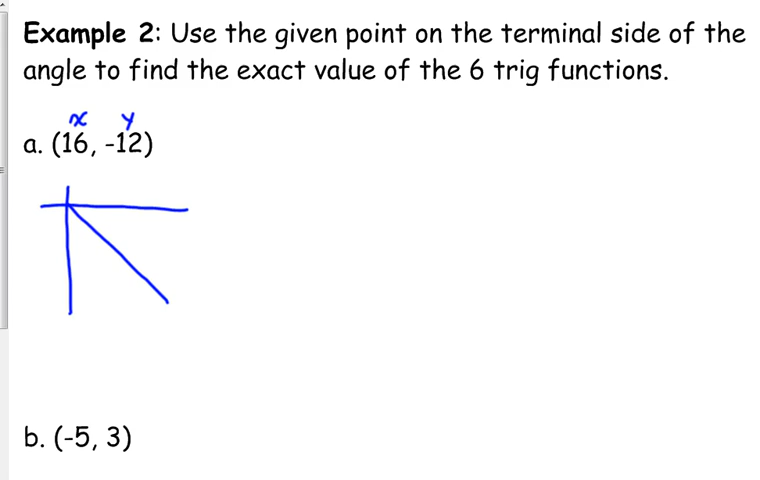 Example 2: Use the given point on the terminal side of the
angle to find the exact value of the 6 trig functions.
x y
a. (16, -12)
b. (-5, 3)